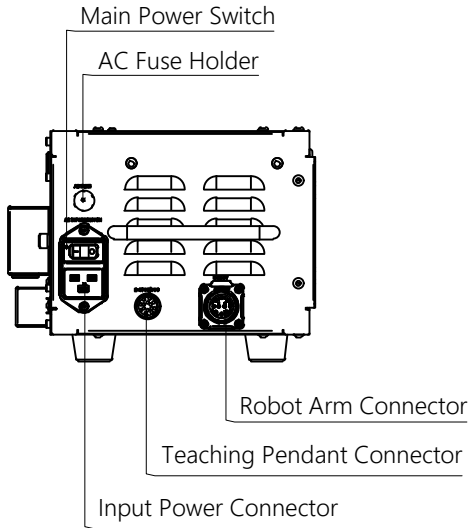 Main Power Switch
AC Fuse Holder
Robot Arm Connector
Teaching Pendant Connector
Input Power Connector